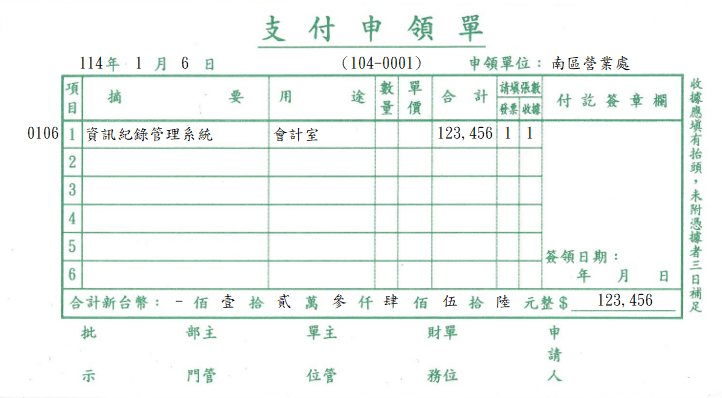 支付申領單
114年 1 月 6 日 (104-0001) 申領單位：南區營業處
項目 摘要 用途 數量 單價 合計 請填張數 發票 收據 付訖簽章欄
0106 1 資訊紀錄管理系統 會計室 123,456 1 1
2
3
4
5
6
簽領日期：
年 月 日
合計新台幣：－佰壹拾貳萬參仟肆佰伍拾陸元整$ 123,456
收據應填有抬頭，未附憑據者三日補足
批示 部門主管 單位主管 財務單位 申請人